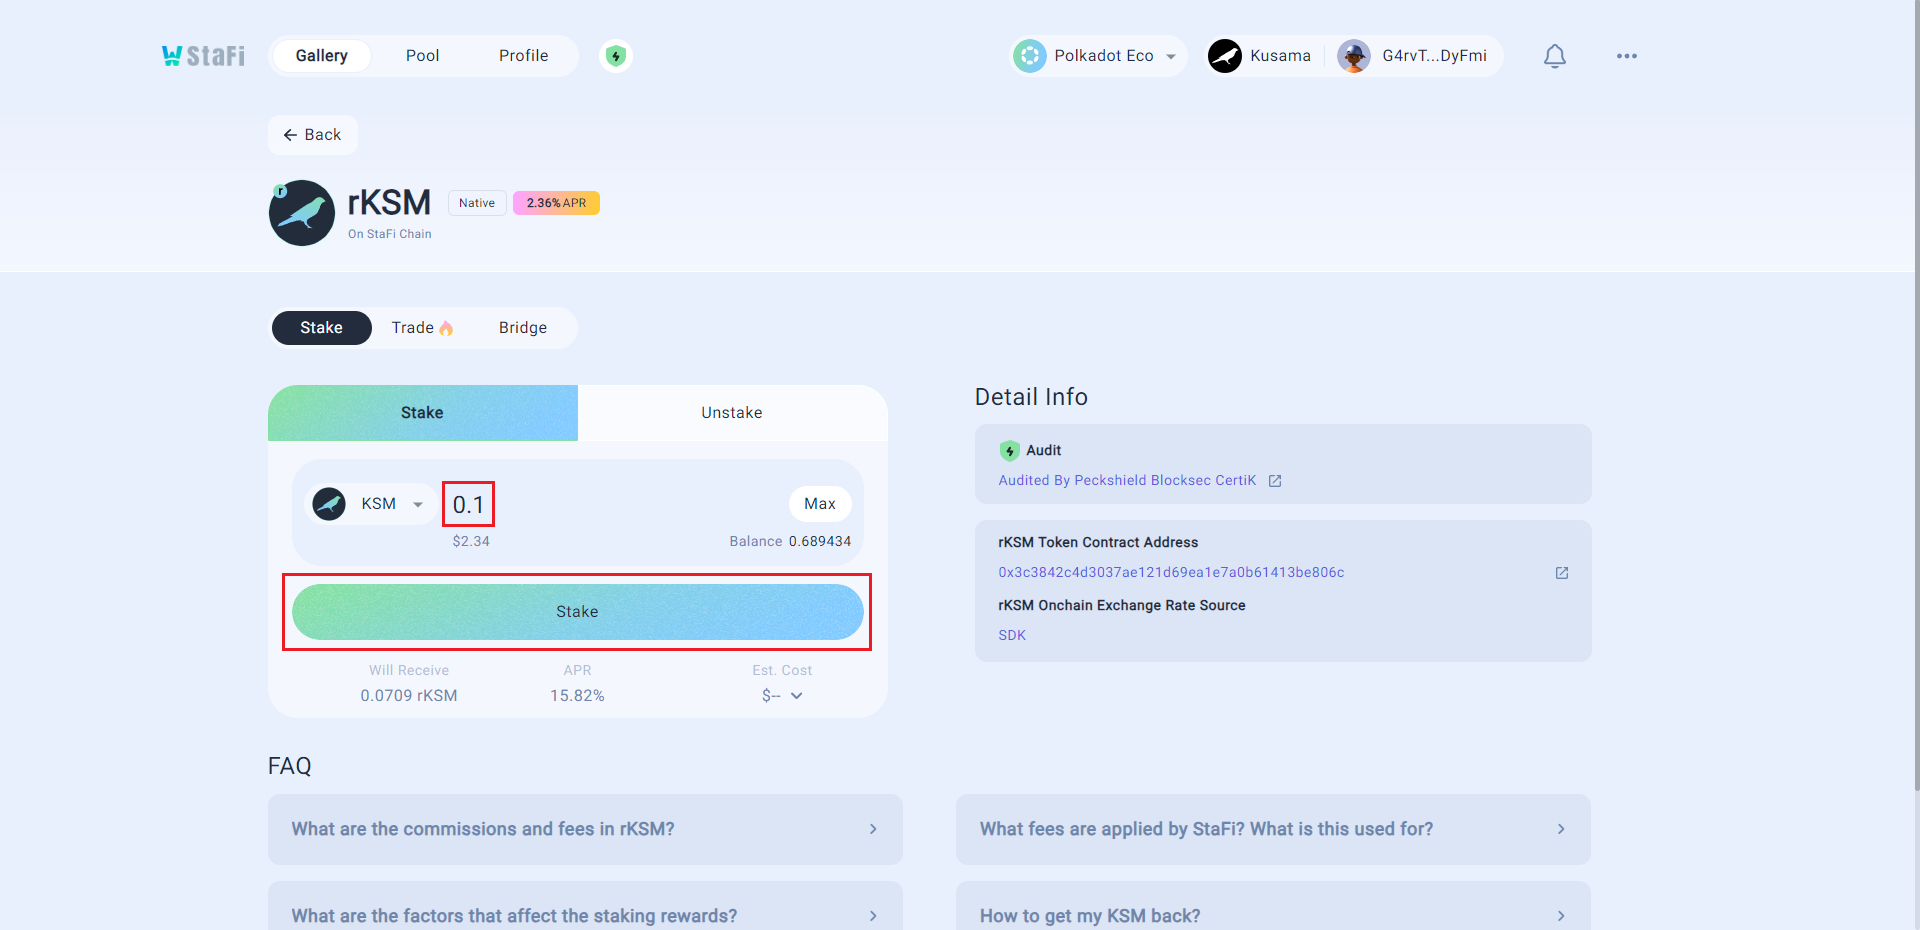 StaFi
Gallery
Pool
Profile
Polkadot Eco
Kusama
G4rvT...DyFmi
Back
r
rKSM
Native
2.36% APR
On StaFi Chain
Stake
Trade
Bridge
Stake
Unstake
KSM
0.1
Max
$2.34
Balance 0.689434
Stake
Will Receive
APR
Est. Cost
0.0709 rKSM
15.82%
$--
Detail Info
Audit
Audited By Peckshield Blocksec CertiK
rKSM Token Contract Address
0x3c3842c4d3037ae121d69ea1e7a0b61413be806c
rKSM Onchain Exchange Rate Source
SDK
FAQ
What are the commissions and fees in rKSM?
What fees are applied by StaFi? What is this used for?
What are the factors that affect the staking rewards?
How to get my KSM back?